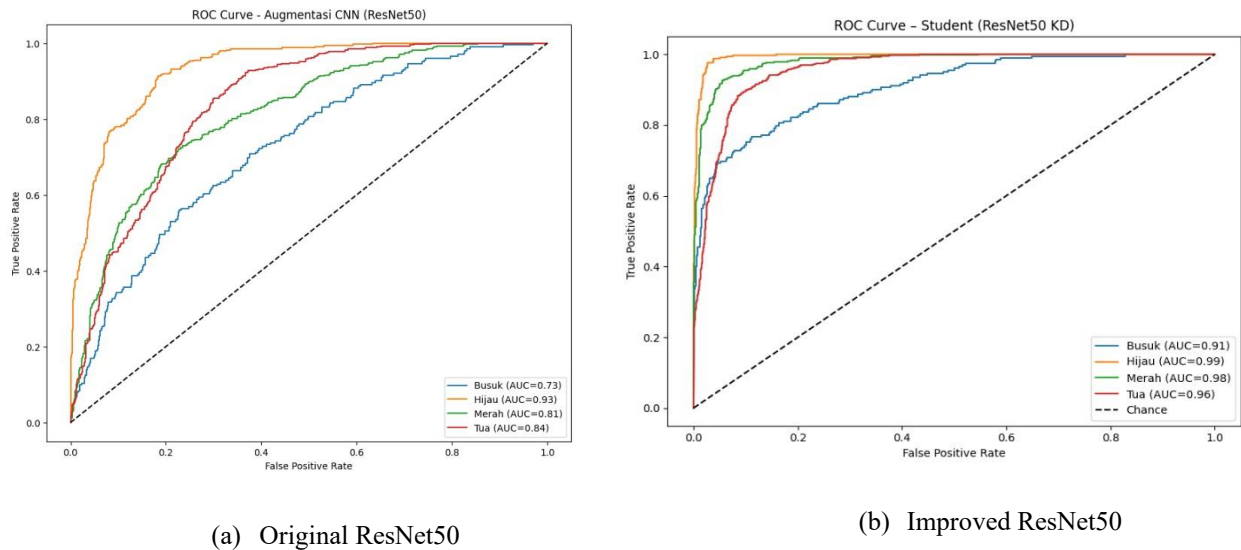 ROC Curve - Augmentasi CNN (ResNet50)
1.0
0.8
0.6
0.4
0.2
0.0
True Positive Rate
0.0 0.2 0.4 0.6 0.8 1.0
False Positive Rate
Busuk (AUC=0.73)
Hijau (AUC=0.93)
Merah (AUC=0.81)
Tua (AUC=0.84)
(a) Original ResNet50
ROC Curve – Student (ResNet50 KD)
1.0
0.8
0.6
0.4
0.2
0.0
True Positive Rate
0.0 0.2 0.4 0.6 0.8 1.0
False Positive Rate
Busuk (AUC=0.91)
Hijau (AUC=0.99)
Merah (AUC=0.98)
Tua (AUC=0.96)
Chance
(b) Improved ResNet50